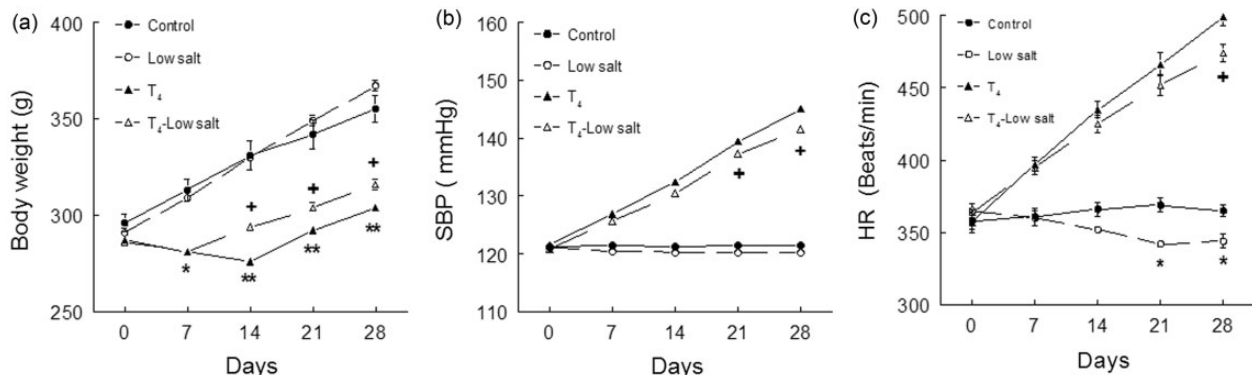 (a)
400
350
300
250
Body weight (g)
Control
Low salt
T₄
T₄-Low salt
+
+
+
*
**
**
**
0 7 14 21 28
Days
(b)
160
150
140
130
120
110
SBP ( mmHg)
Control
Low salt
T₄
T₄-Low salt
+
+
0 7 14 21 28
Days
(c)
500
450
400
350
300
HR (Beats/min)
Control
Low salt
T₄
T₄-Low salt
+
*
*
0 7 14 21 28
Days